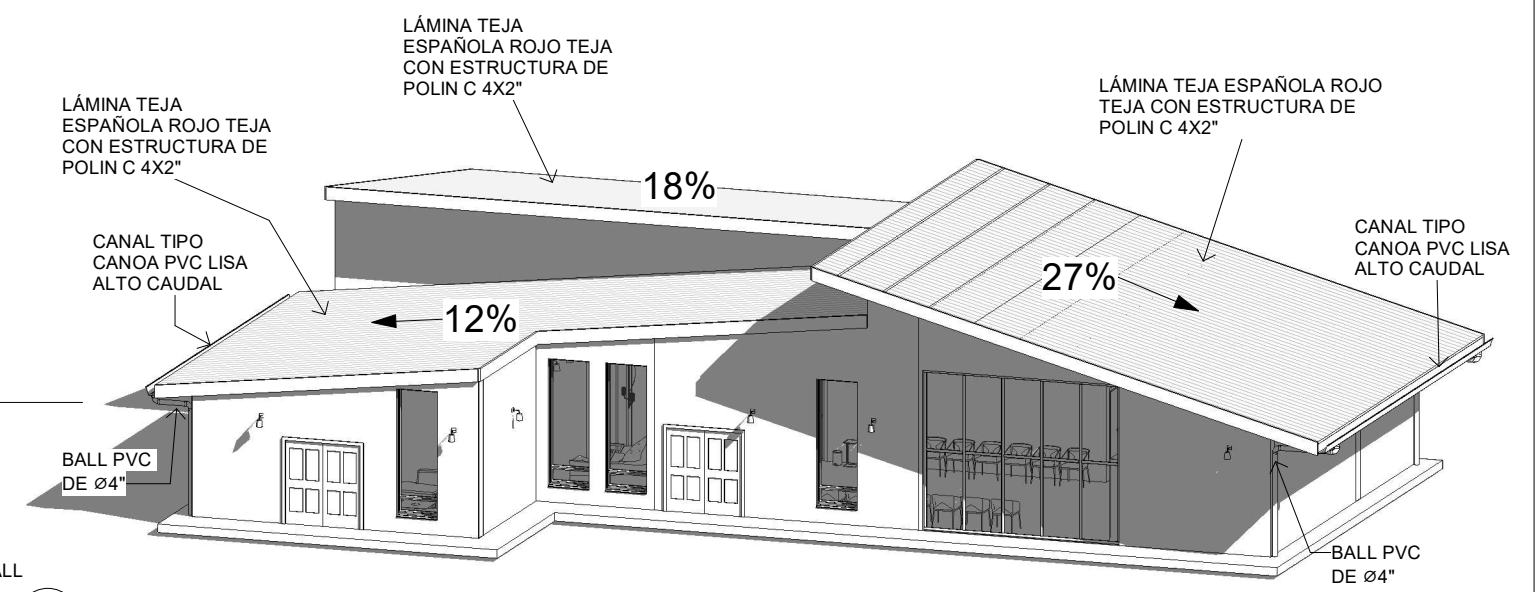 LÁMINA TEJA
ESPAÑOLA ROJO TEJA
CON ESTRUCTURA DE
POLIN C 4X2"
LÁMINA TEJA
ESPAÑOLA ROJO TEJA
CON ESTRUCTURA DE
POLIN C 4X2"
LÁMINA TEJA ESPAÑOLA ROJO
TEJA CON ESTRUCTURA DE
POLIN C 4X2"
CANAL TIPO
CANOA PVC LISA
ALTO CAUDAL
CANAL TIPO
CANOA PVC LISA
ALTO CAUDAL
18%
27%
12%
BALL PVC
DE Ø4"
BALL PVC
DE Ø4"